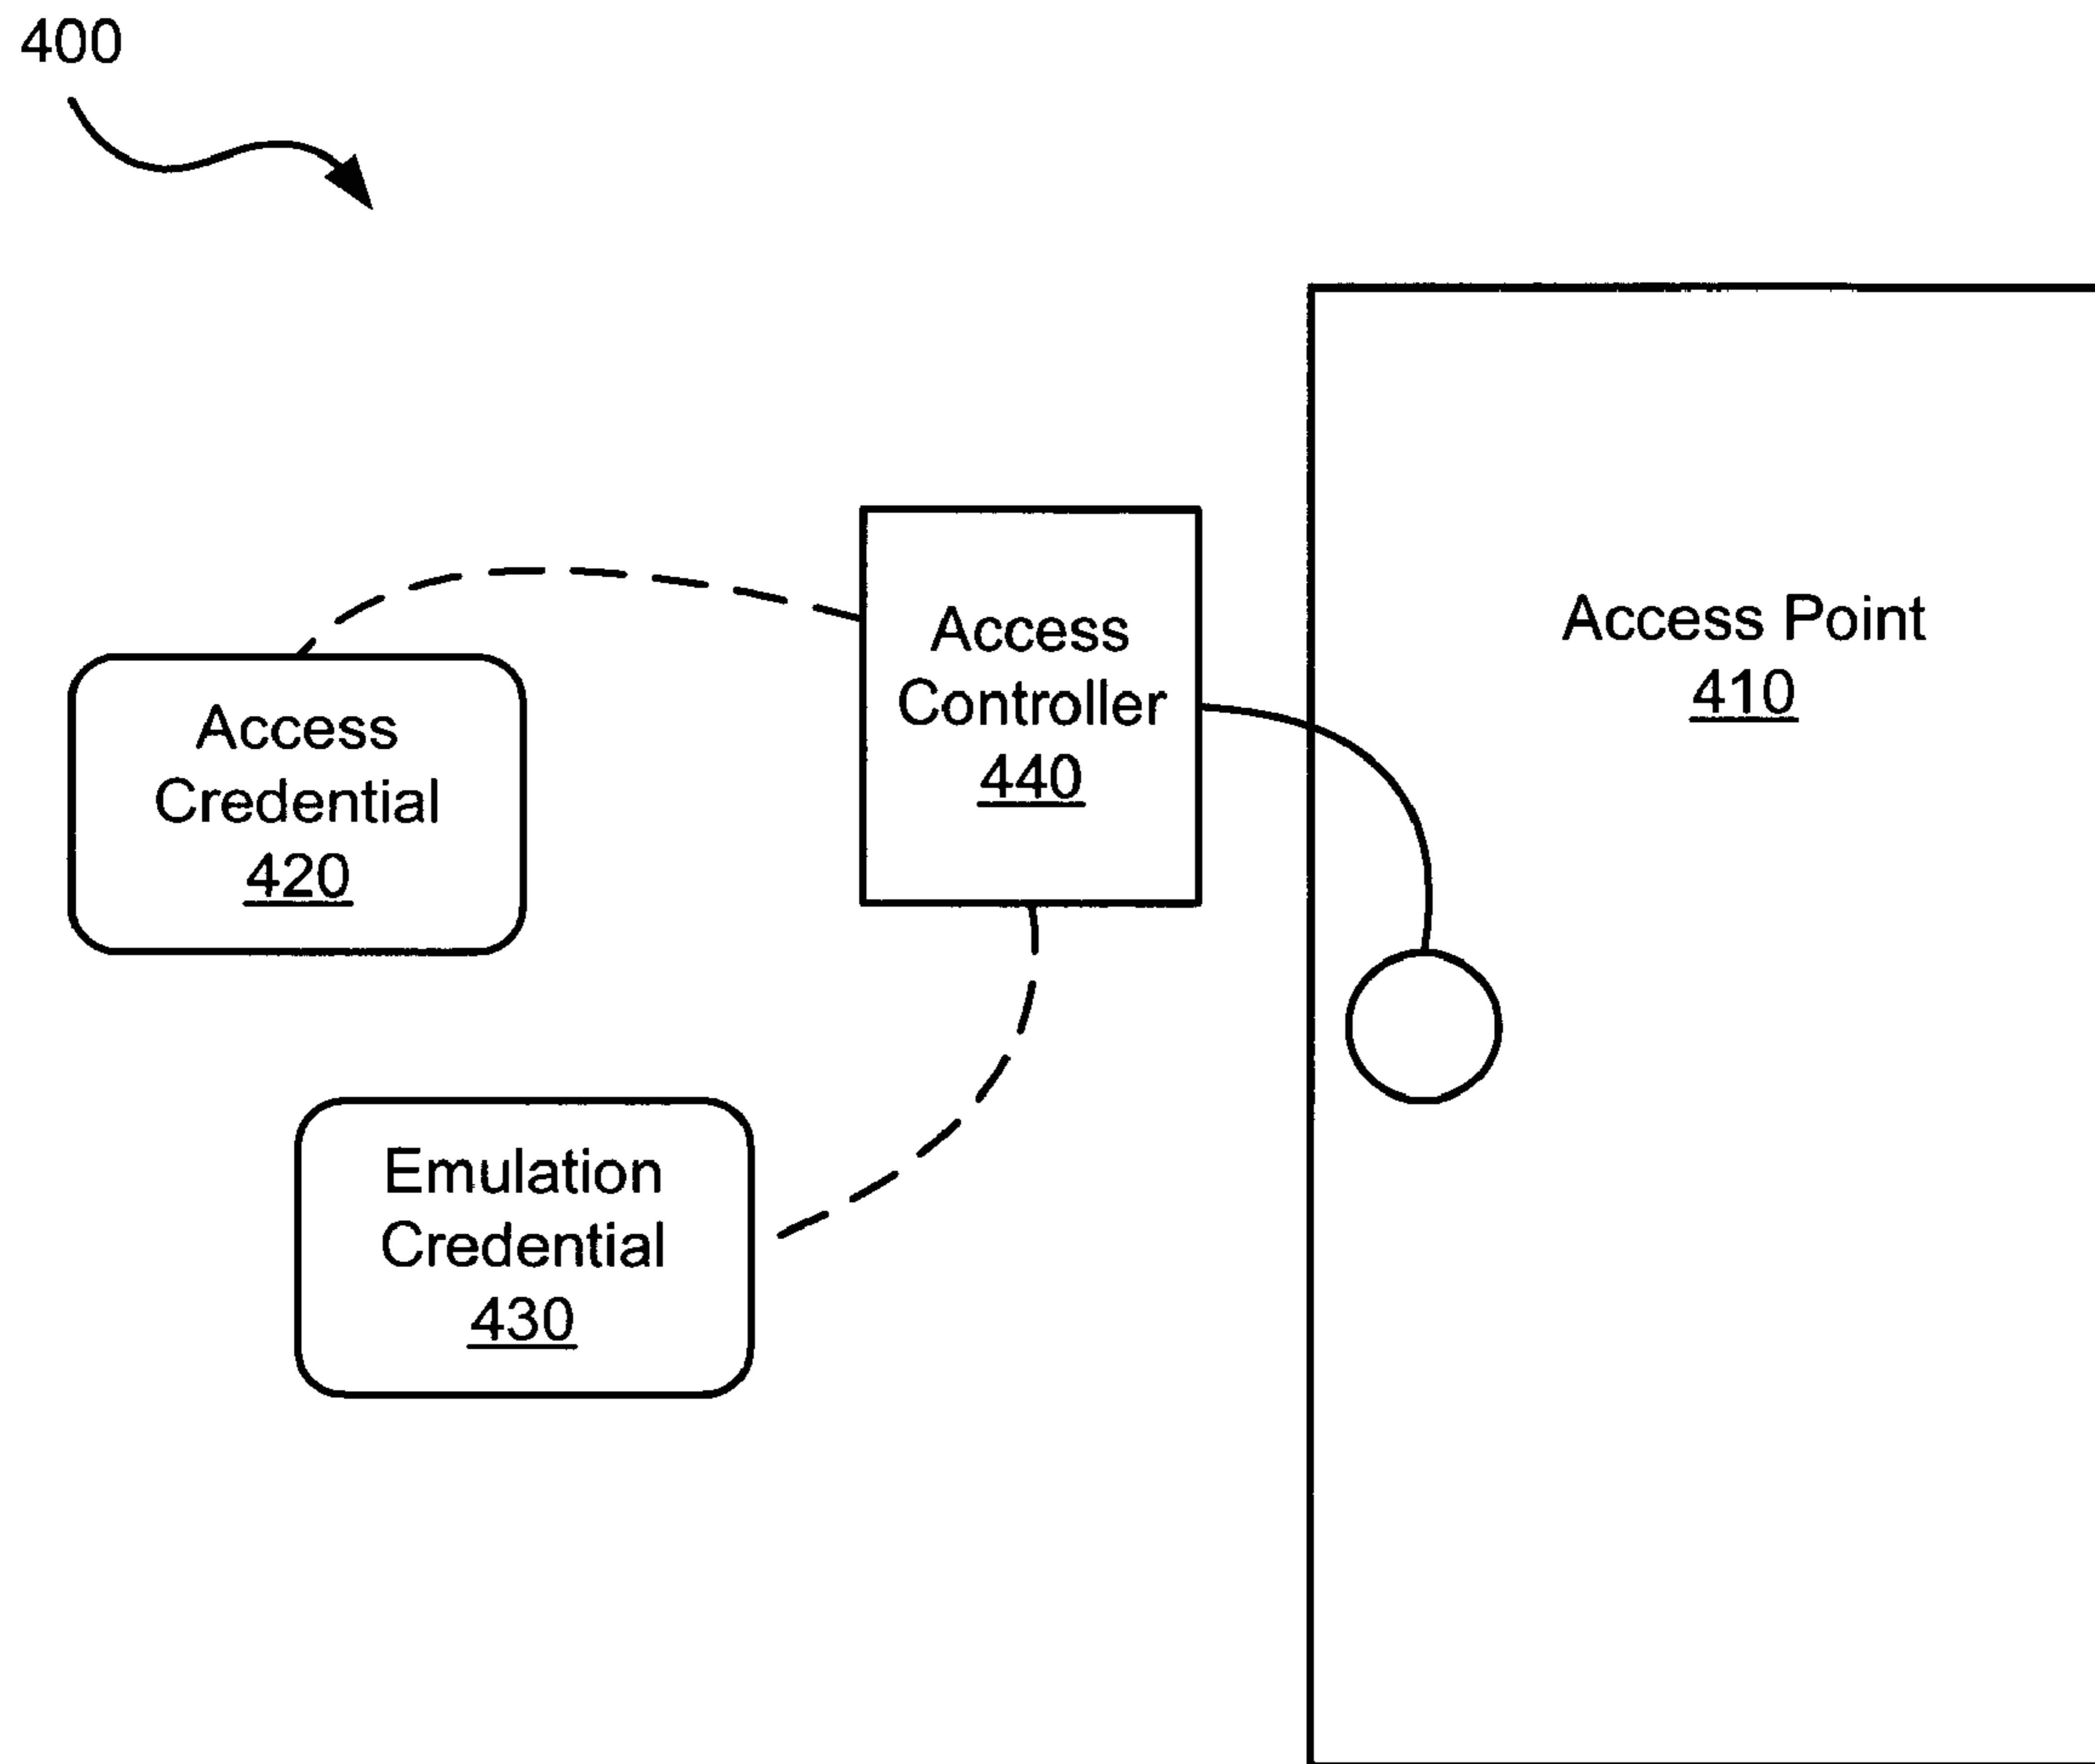 400
Access
Controller
440
Access Point
410
Access
Credential
420
Emulation
Credential
430